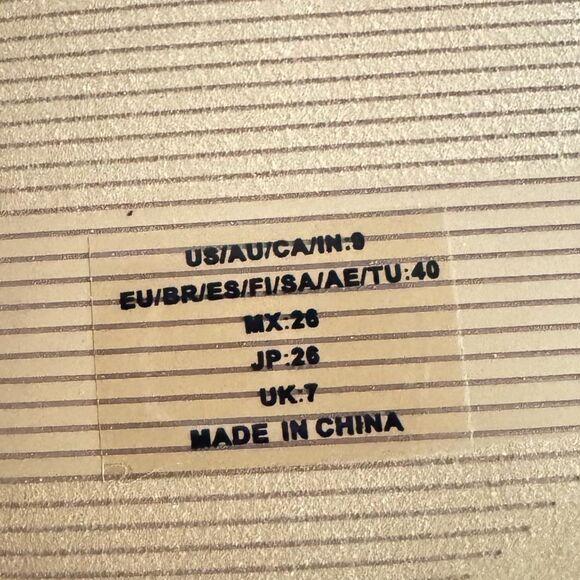 US/AU/CA/IN:9
EU/BR/ES/FI/SA/AE/TU:40
MX:26
JP:26
UK:7
MADE IN CHINA